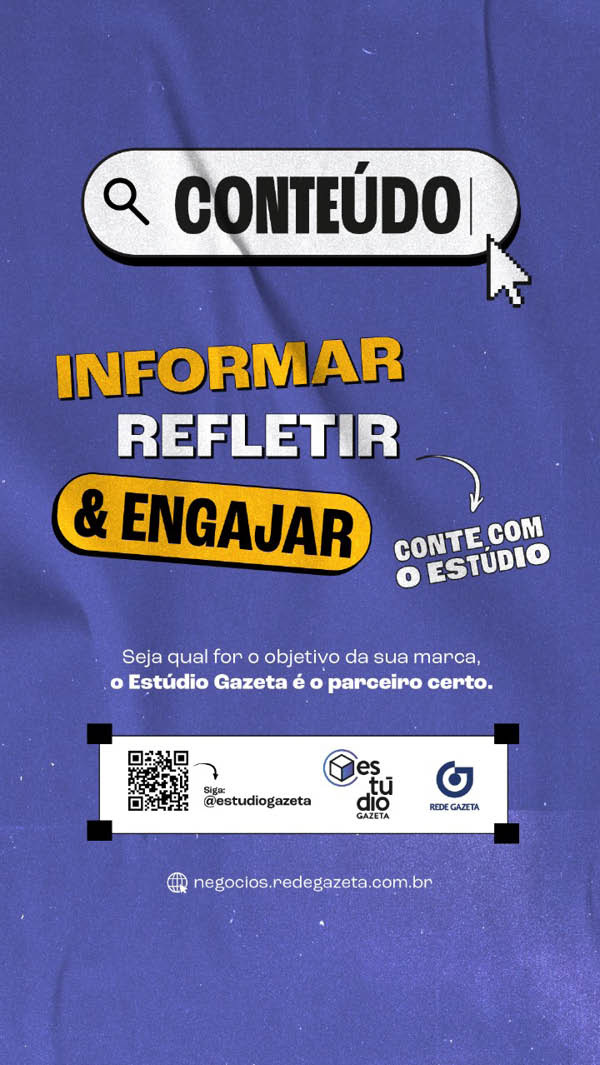 CONTEÚDO
INFORMAR
REFLETIR
& ENGAJAR
CONTE COM
O ESTÚDIO
Seja qual for o objetivo da sua marca,
o Estúdio Gazeta é o parceiro certo.
Siga:
@estudiogazeta
es
tú
dio
GAZETA
REDE GAZETA
negocios.redegazeta.com.br